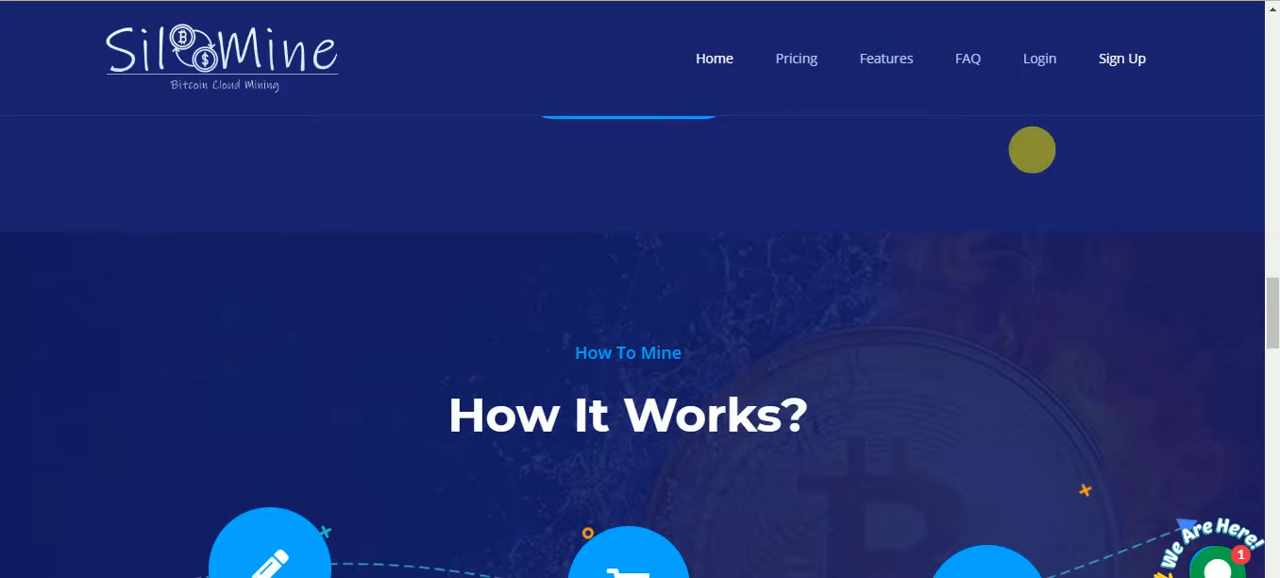 SiloMine
Bitcoin Cloud Mining
Home
Pricing
Features
FAQ
Login
Sign Up
How To Mine
How It Works?
We Are Here!
1